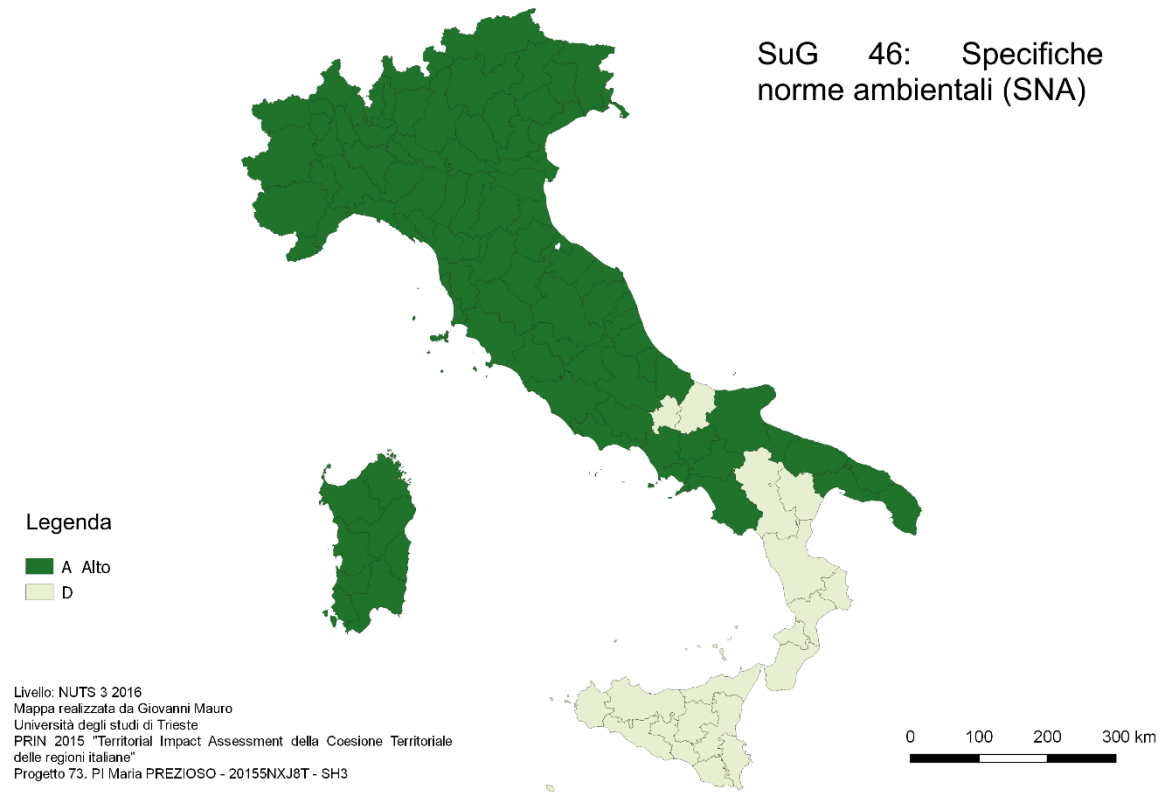 SuG 46: Specifiche
norme ambientali (SNA)
Legenda
A Alto
D
Livello: NUTS 3 2016
Mappa realizzata da Giovanni Mauro
Università degli studi di Trieste
PRIN 2015 "Territorial Impact Assessment della Coesione Territoriale
delle regioni italiane"
Progetto 73. PI Maria PREZIOSO - 20155NXJ8T - SH3
0 100 200 300 km